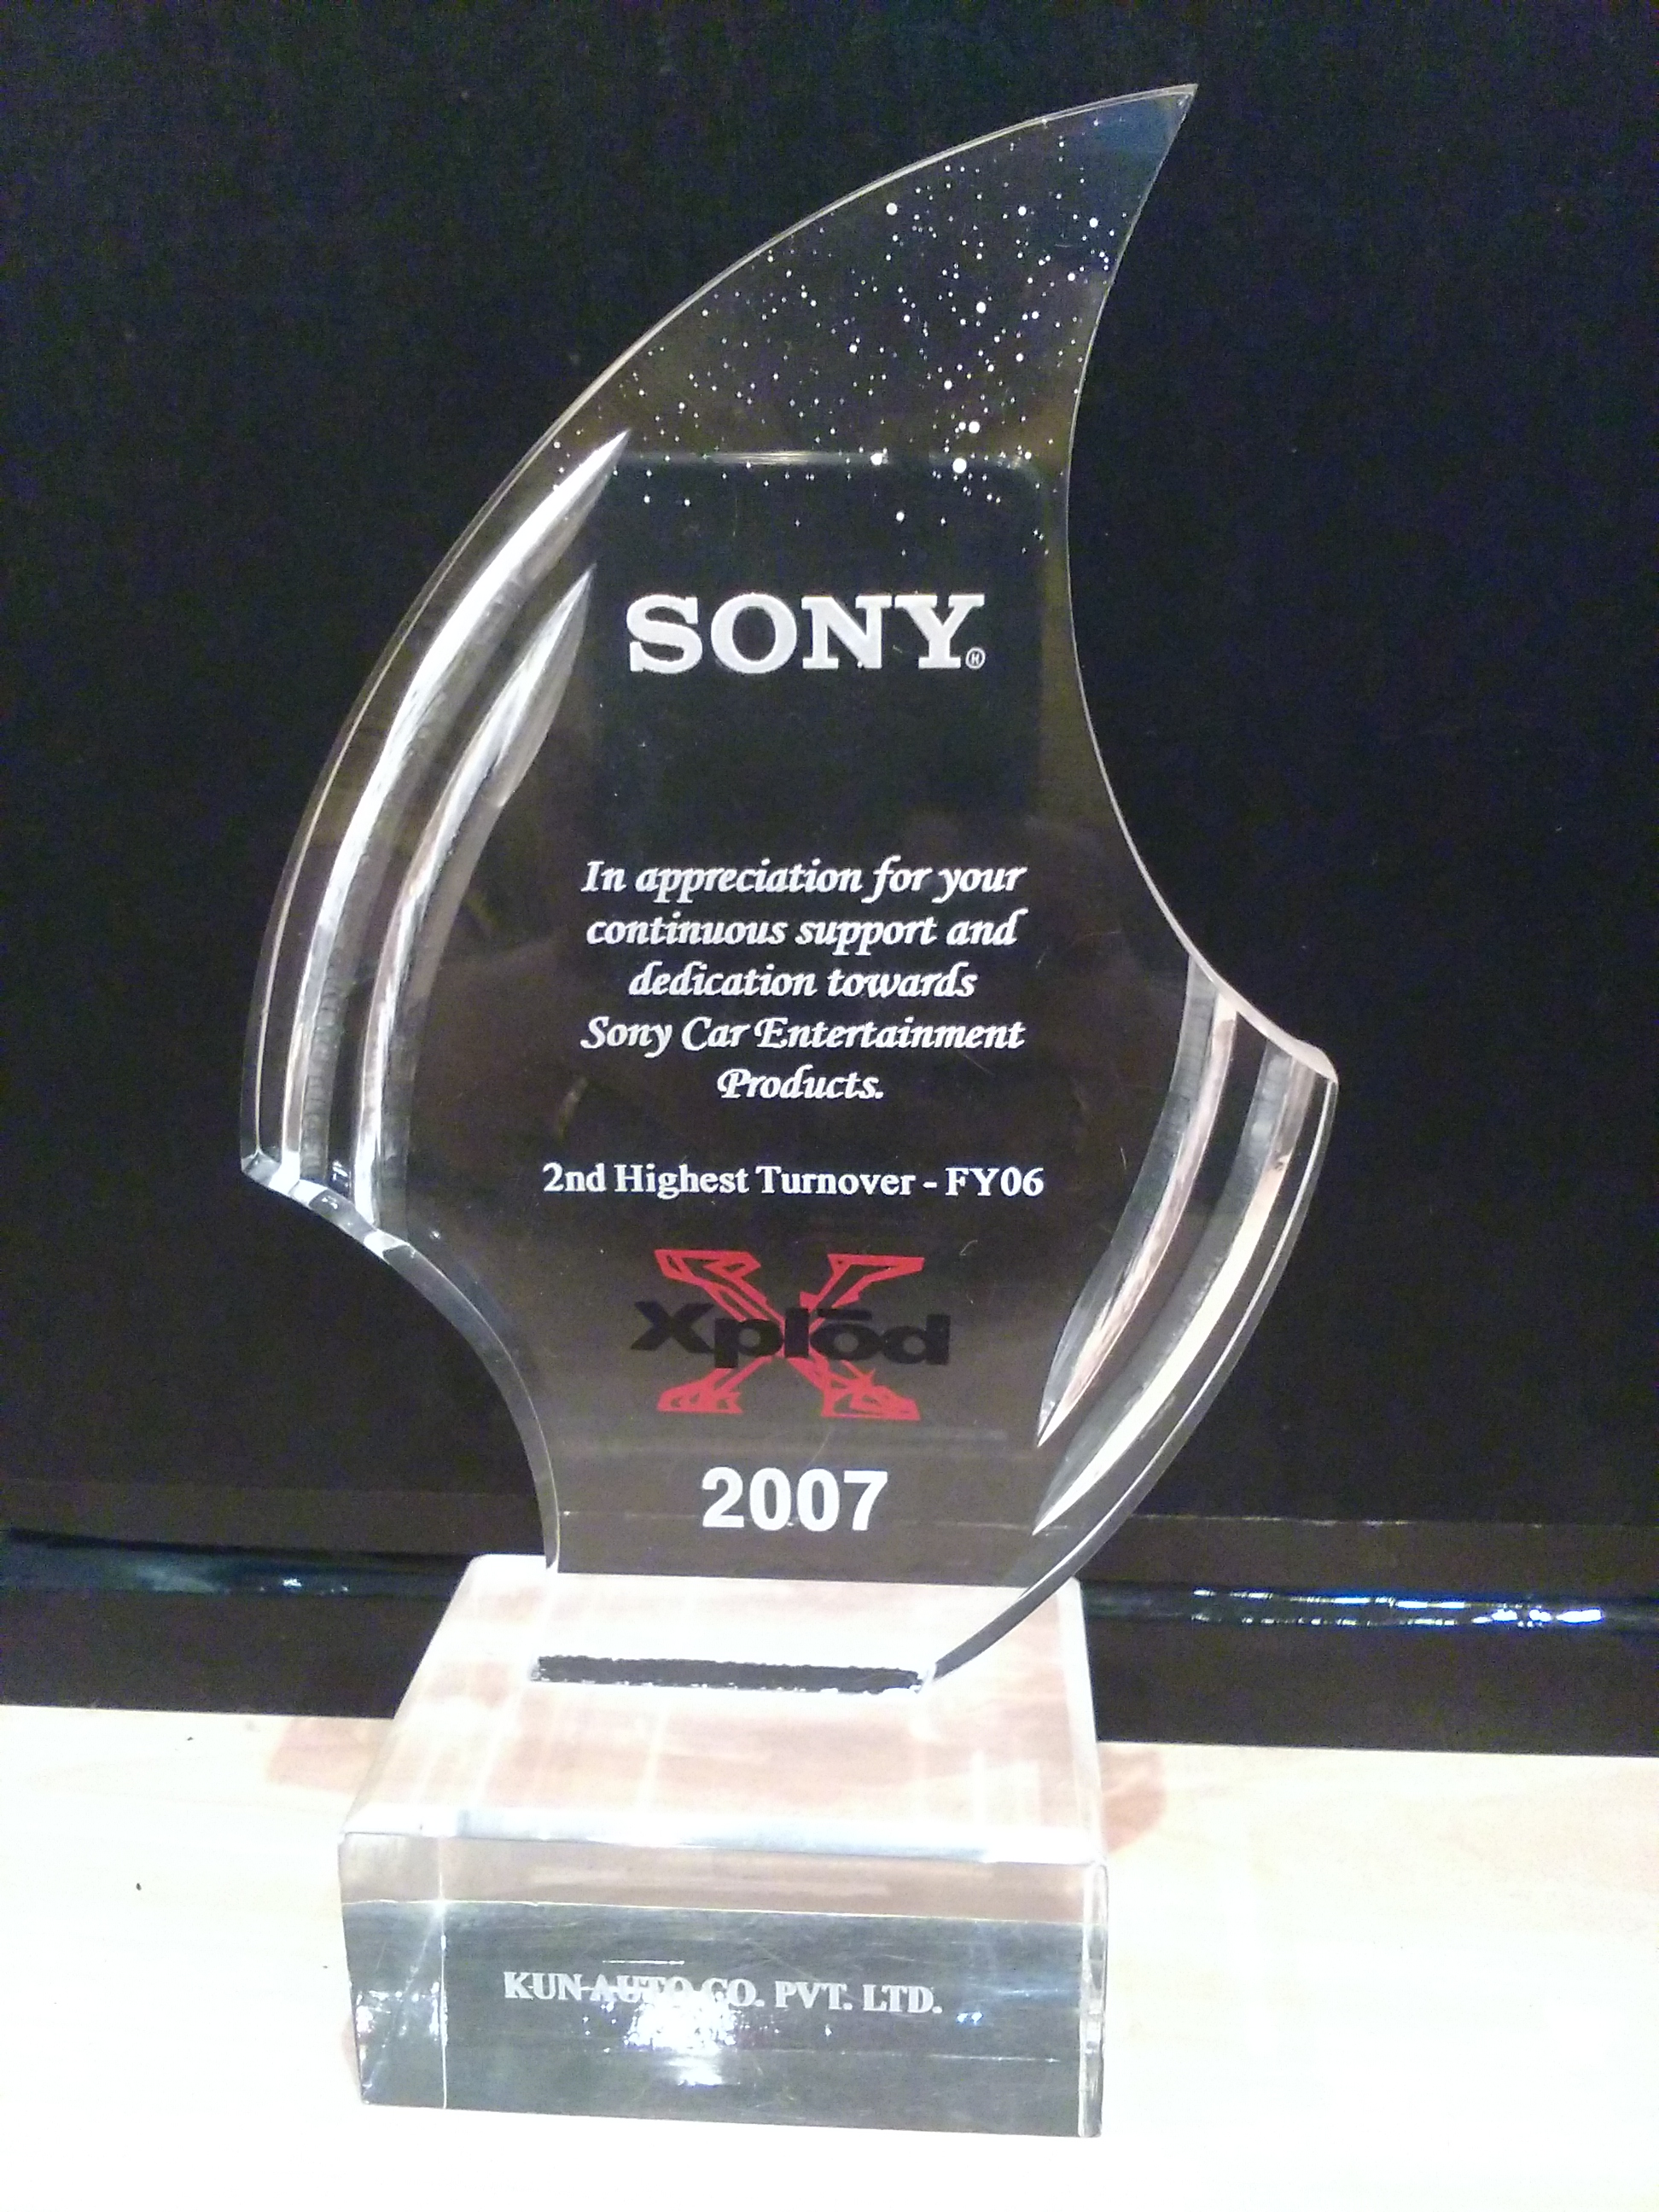 SONY®
In appreciation for your
continuous support and
dedication towards
Sony Car Entertainment
Products.
2nd Highest Turnover - FY06
Xplōd
2007
KUN AUTO CO. PVT. LTD.